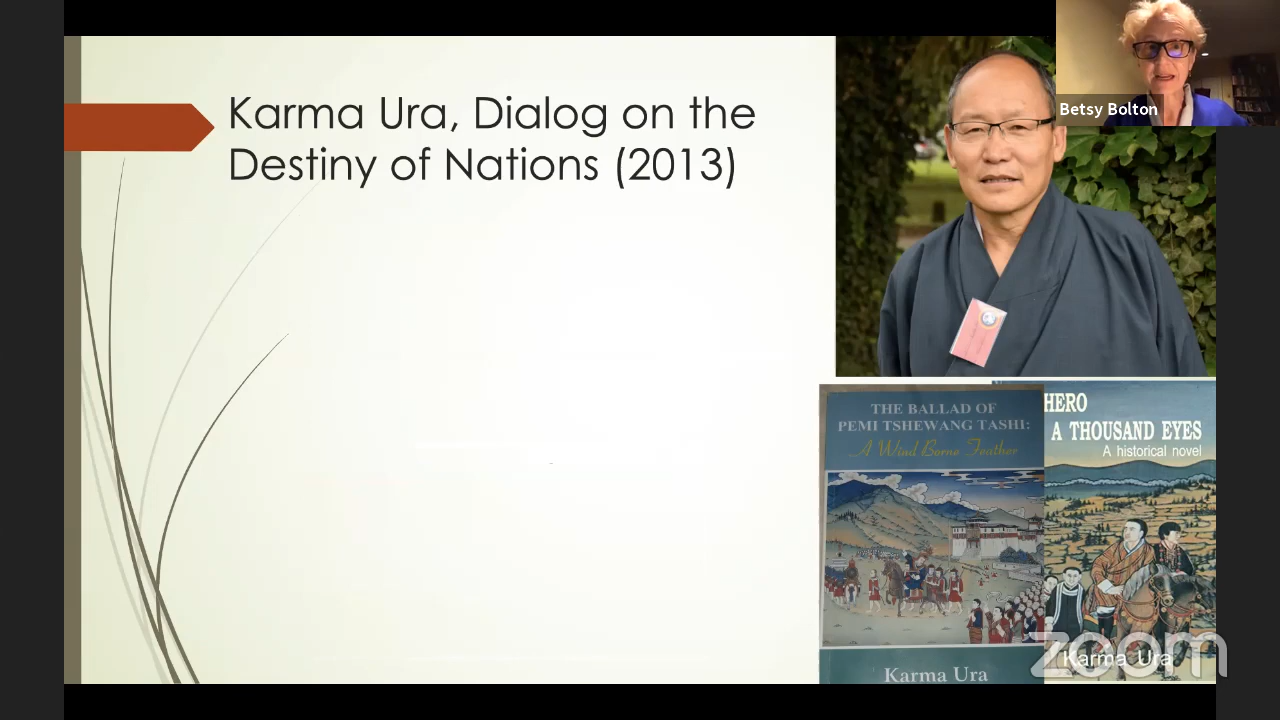 Karma Ura, Dialog on the
Destiny of Nations (2013)
Betsy Bolton
THE BALLAD OF
PEMI TSHEWANG TASHI:
A Wind Borne Feather
Karma Ura
HERO
A THOUSAND EYES
A historical novel
Karma Ura
zoom